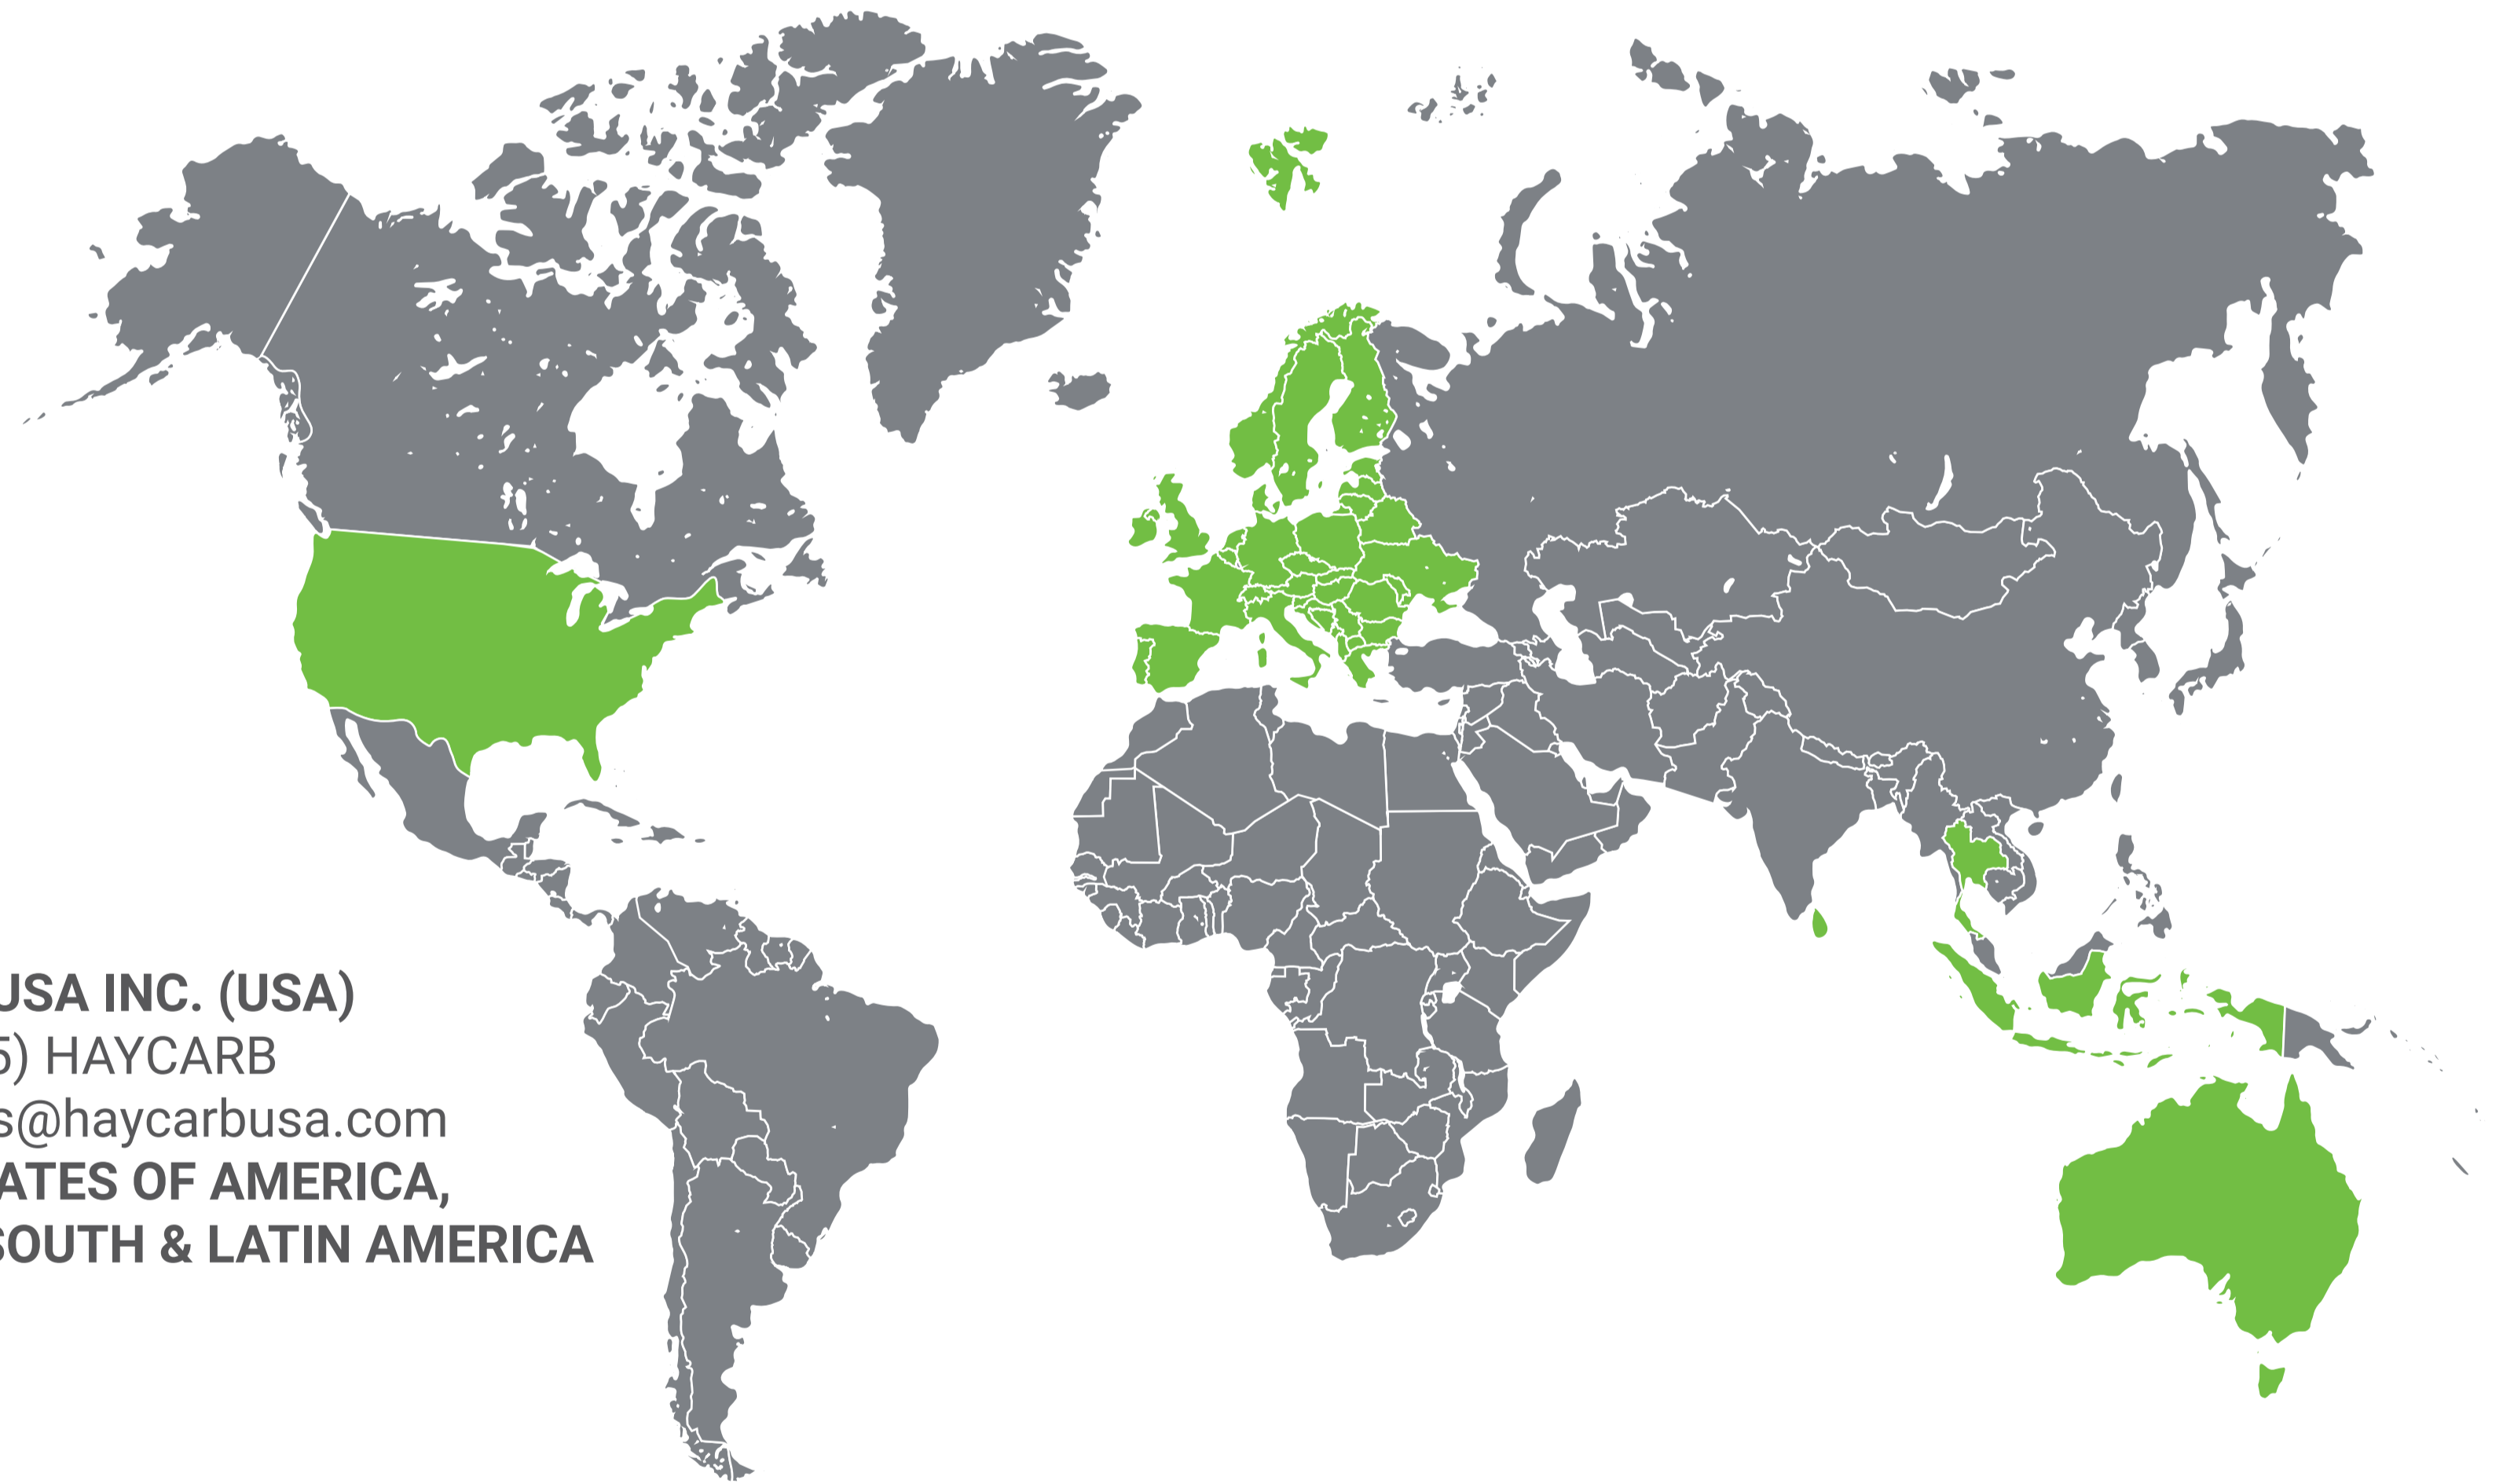 USA INC. (USA)
5) HAYCARB
s@haycarbusa.com
ATES OF AMERICA,
SOUTH & LATIN AMERICA